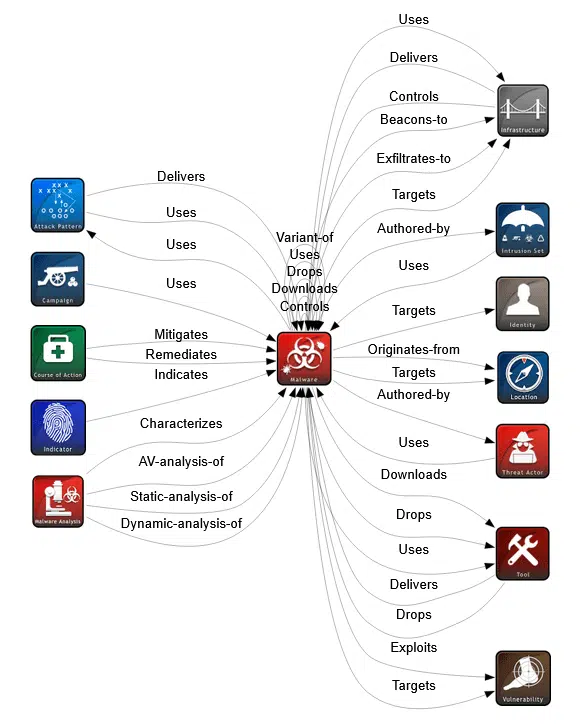 Uses
Delivers
Controls
Beacons-to
Infrastructure
Exfiltrates-to
Delivers
Targets
Uses
Attack Pattern
Authored-by
Variant-of
Uses
Uses
Intrusion Set
Uses
Drops
Downloads
Controls
Uses
Campaign
Targets
Identity
Mitigates
Remediates
Originates-from
Indicates
Targets
Course of Action
Malware
Authored-by
Location
Characterizes
Uses
Indicator
AV-analysis-of
Downloads
Threat Actor
Static-analysis-of
Drops
Malware Analysis
Dynamic-analysis-of
Uses
Tool
Delivers
Drops
Exploits
Targets
Vulnerability